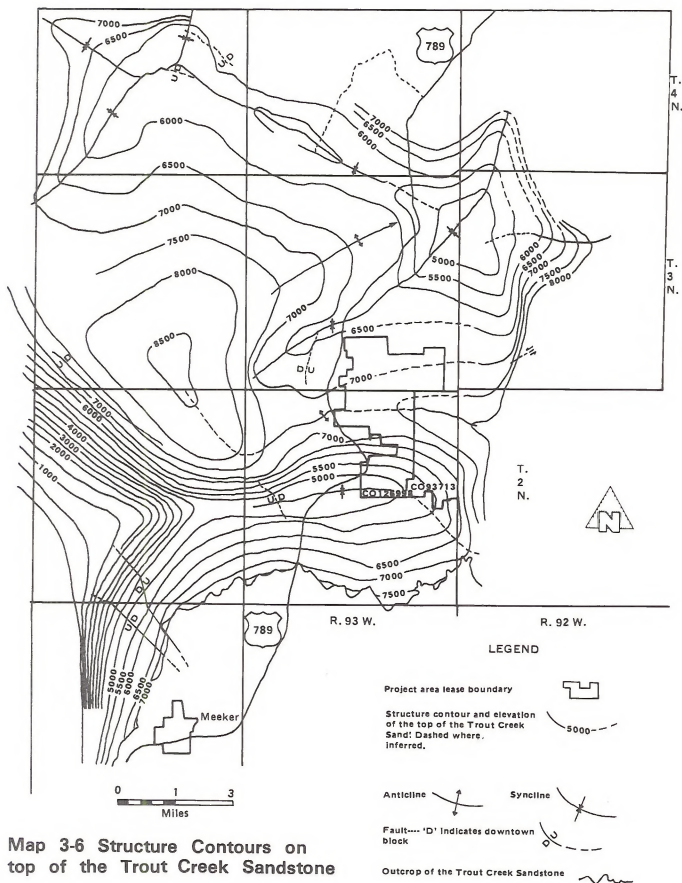 7000
6500
U/D
D
U
789
T.
4
N.
7000
6500
6000
6000
6500
7000
7500
8000
8500
5000
5500
6000
6500
7000
7500
8000
T.
3
N.
7000
6500
D U
7000
U D
7000
6000
4000
3000
2000
1000
7000
5500
5000
U/D
CO126998
CO93713
T.
2
N.
N
6500
7000
7500
D/U
U/D
789
R. 93 W.
R. 92 W.
5000
5500
6000
6500
7000
Meeker
0 1 3
Miles
LEGEND
Project area lease boundary
Structure contour and elevation
of the top of the Trout Creek
Sand! Dashed where.
inferred.
5000
Anticline
Syncline
Fault---- 'D' indicates downtown
block
U
D
Outcrop of the Trout Creek Sandstone
Map 3-6 Structure Contours on
top of the Trout Creek Sandstone